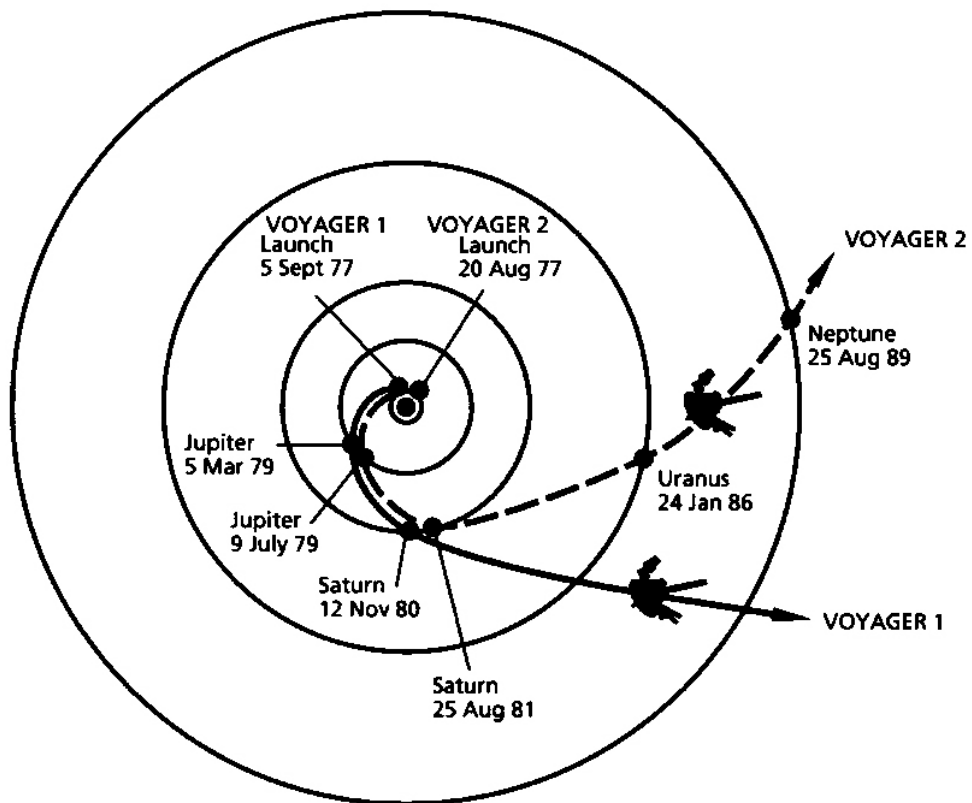 VOYAGER 1
Launch
5 Sept 77
VOYAGER 2
Launch
20 Aug 77
VOYAGER 2
Neptune
25 Aug 89
Jupiter
5 Mar 79
Uranus
24 Jan 86
Jupiter
9 July 79
Saturn
12 Nov 80
VOYAGER 1
Saturn
25 Aug 81